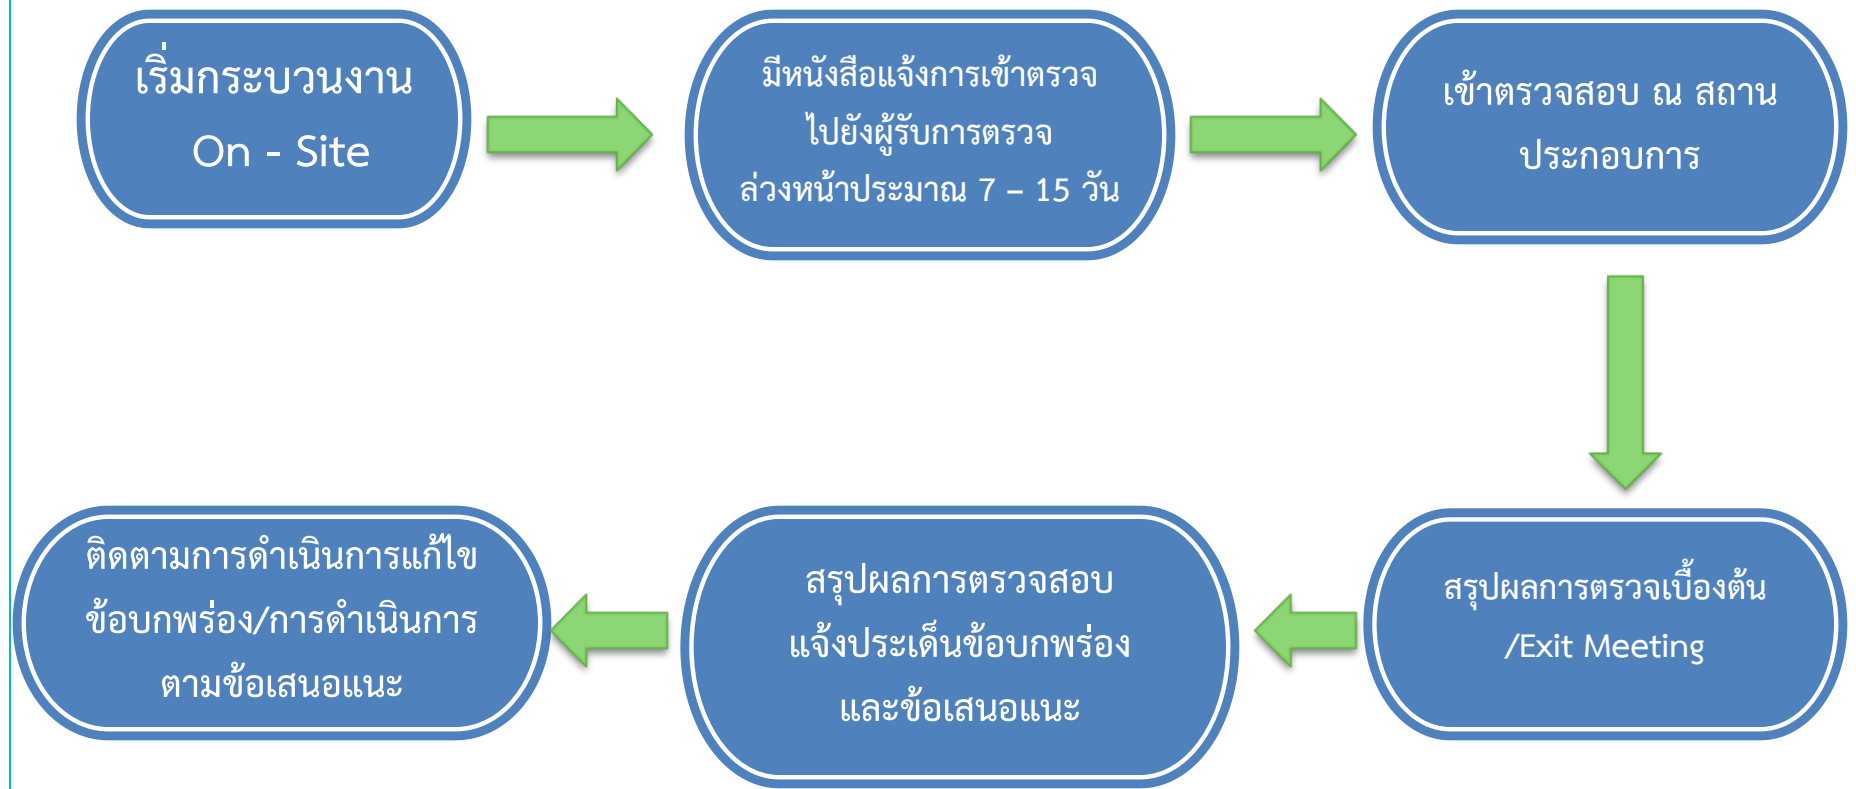 เริ่มกระบวนงาน
On - Site
มีหนังสือแจ้งการเข้าตรวจ
ไปยังผู้รับการตรวจ
ล่วงหน้าประมาณ 7 – 15 วัน
เข้าตรวจสอบ ณ สถาน
ประกอบการ
สรุปผลการตรวจเบื้องต้น
/Exit Meeting
สรุปผลการตรวจสอบ
แจ้งประเด็นข้อบกพร่อง
และข้อเสนอแนะ
ติดตามการดำเนินการแก้ไข
ข้อบกพร่อง/การดำเนินการ
ตามข้อเสนอแนะ